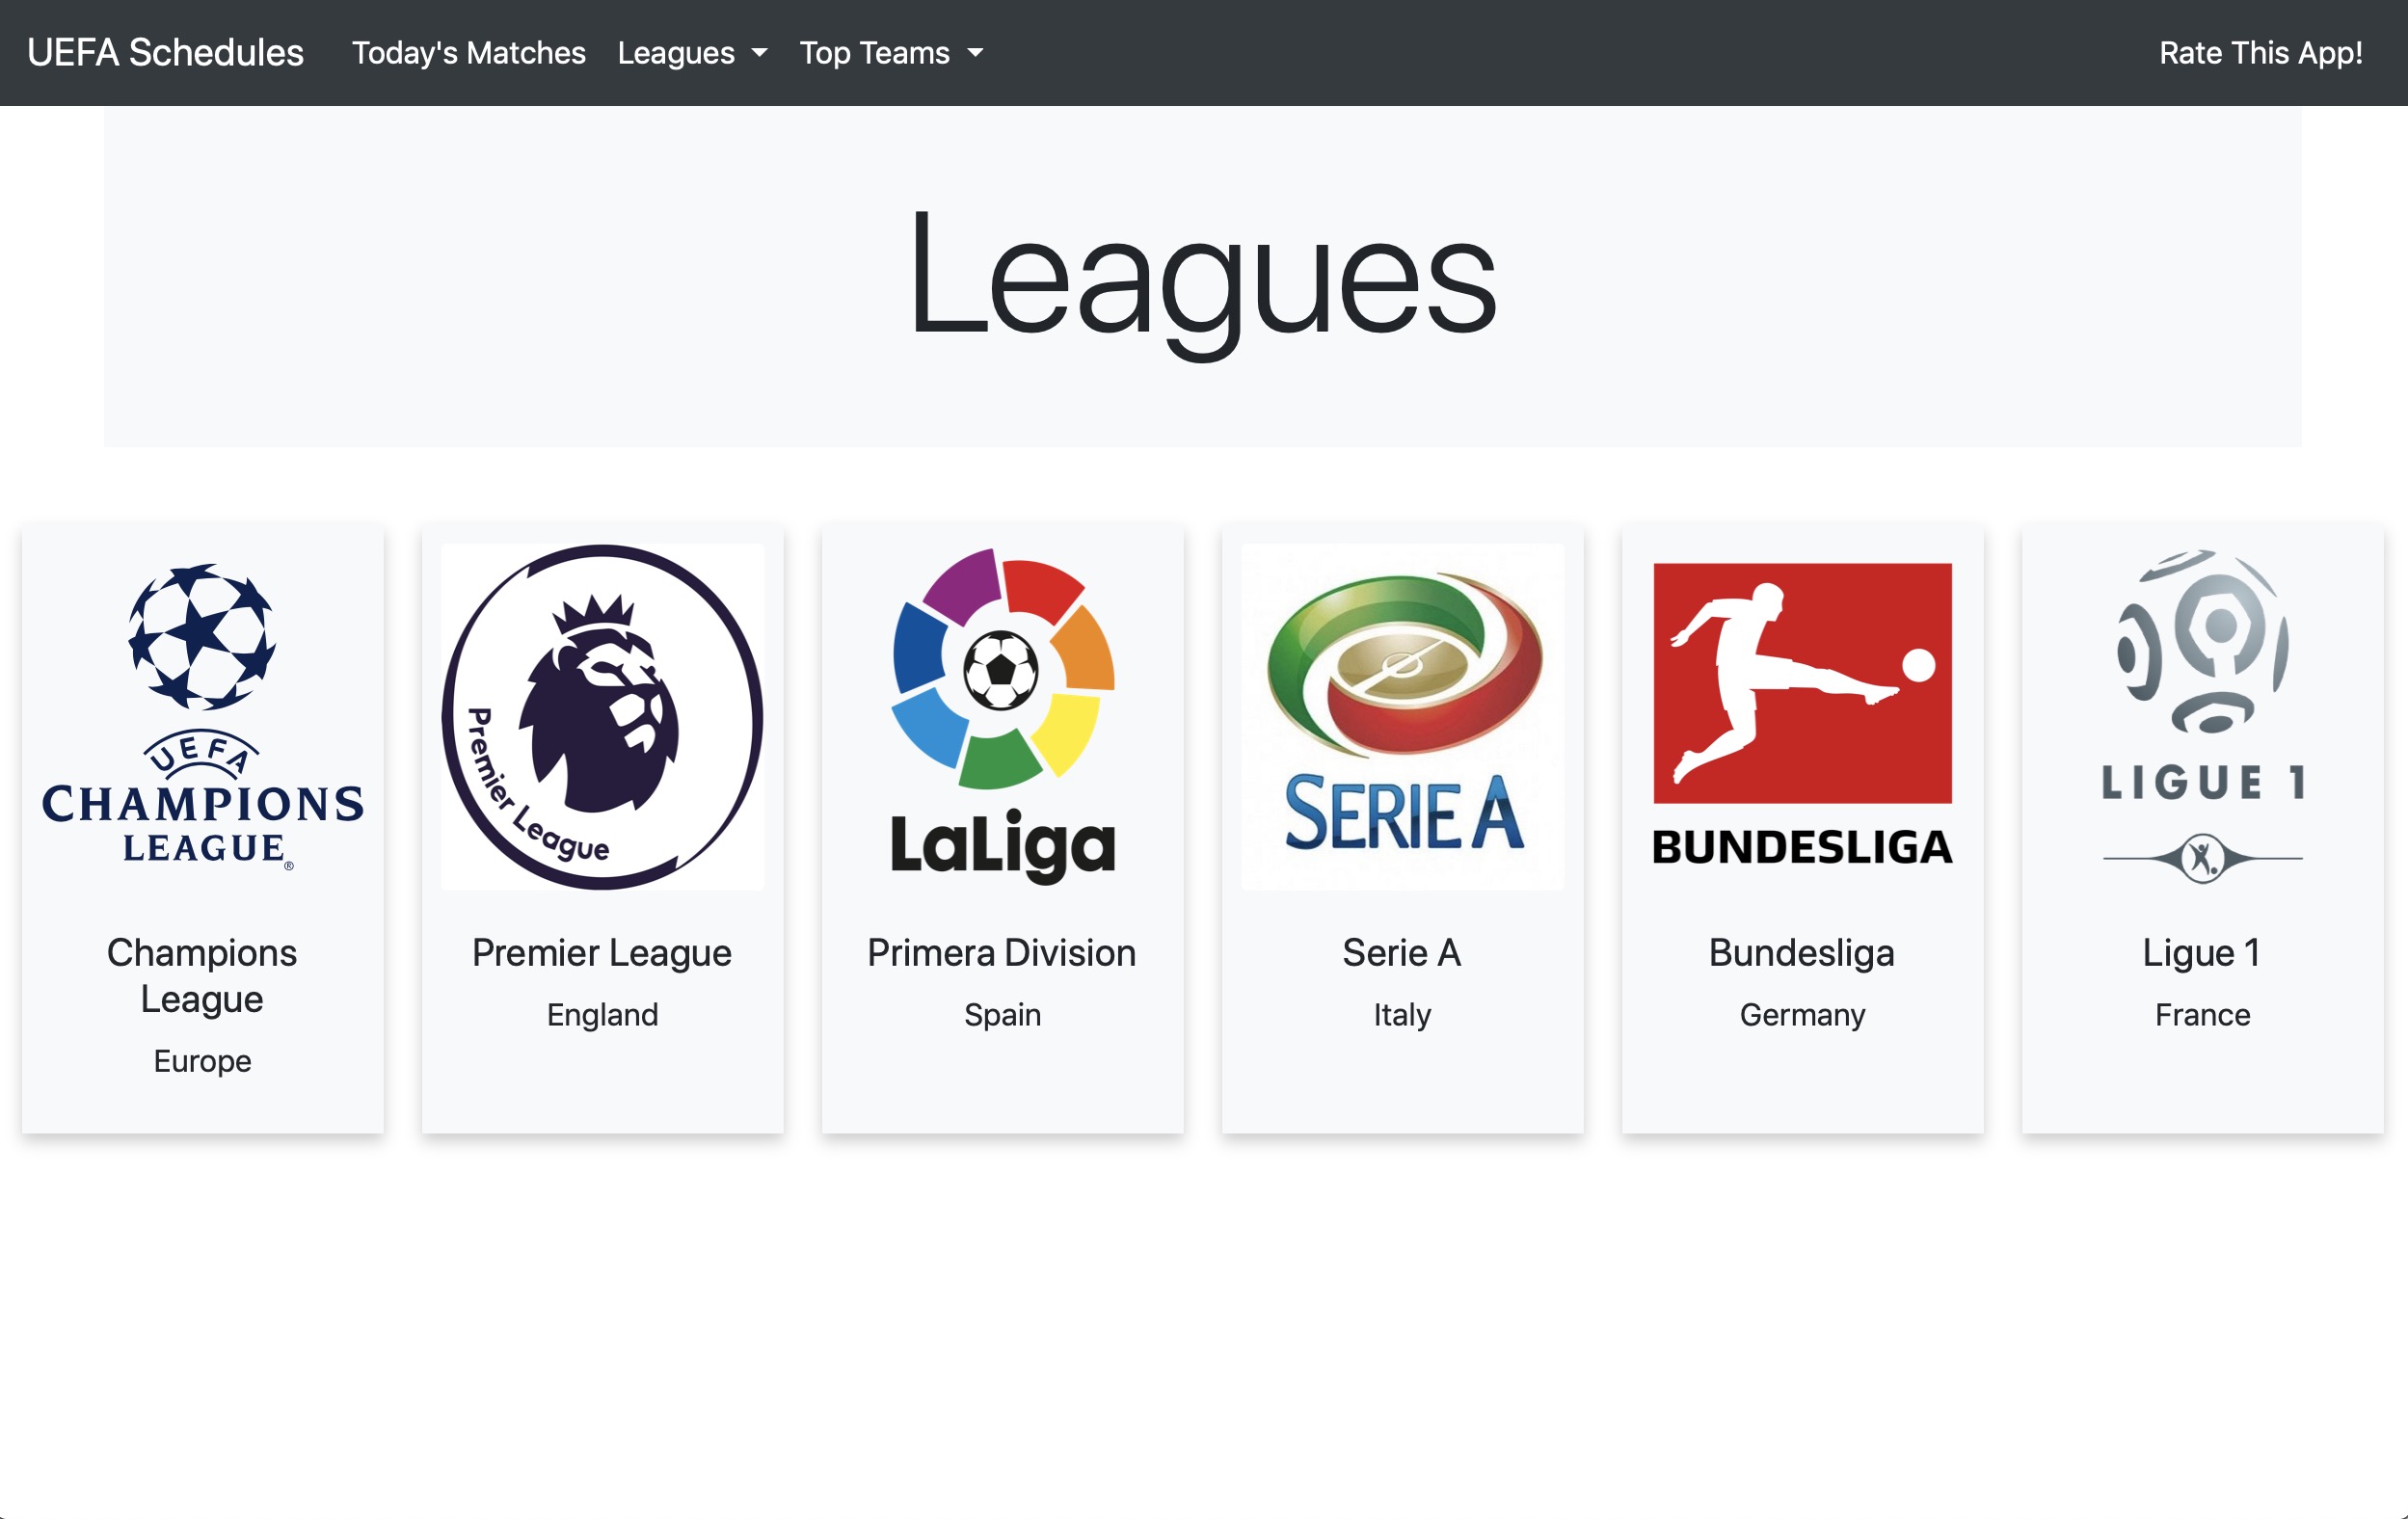 UEFA Schedules
Today's Matches
Leagues
Top Teams
Rate This App!
Leagues
UEFA
CHAMPIONS
LEAGUE®
Champions
League
Europe
Premier League
Premier League
England
LaLiga
Primera Division
Spain
SERIE A
Serie A
Italy
BUNDESLIGA
Bundesliga
Germany
LIGUE 1
Ligue 1
France